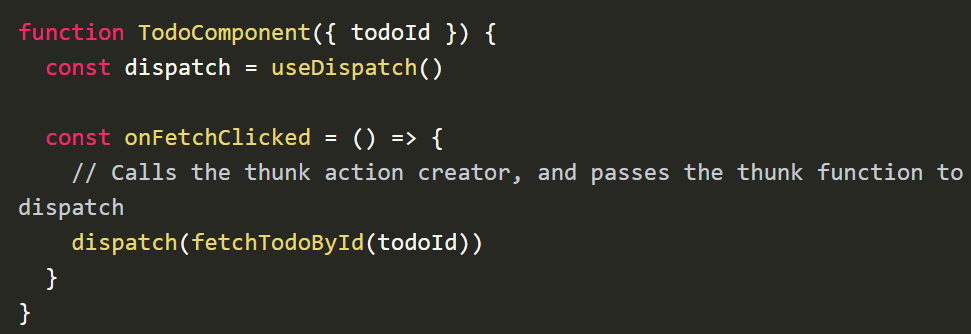 function TodoComponent({ todoId }) {
  const dispatch = useDispatch()

  const onFetchClicked = () => {
    // Calls the thunk action creator, and passes the thunk function to
dispatch
    dispatch(fetchTodoById(todoId))
  }
}